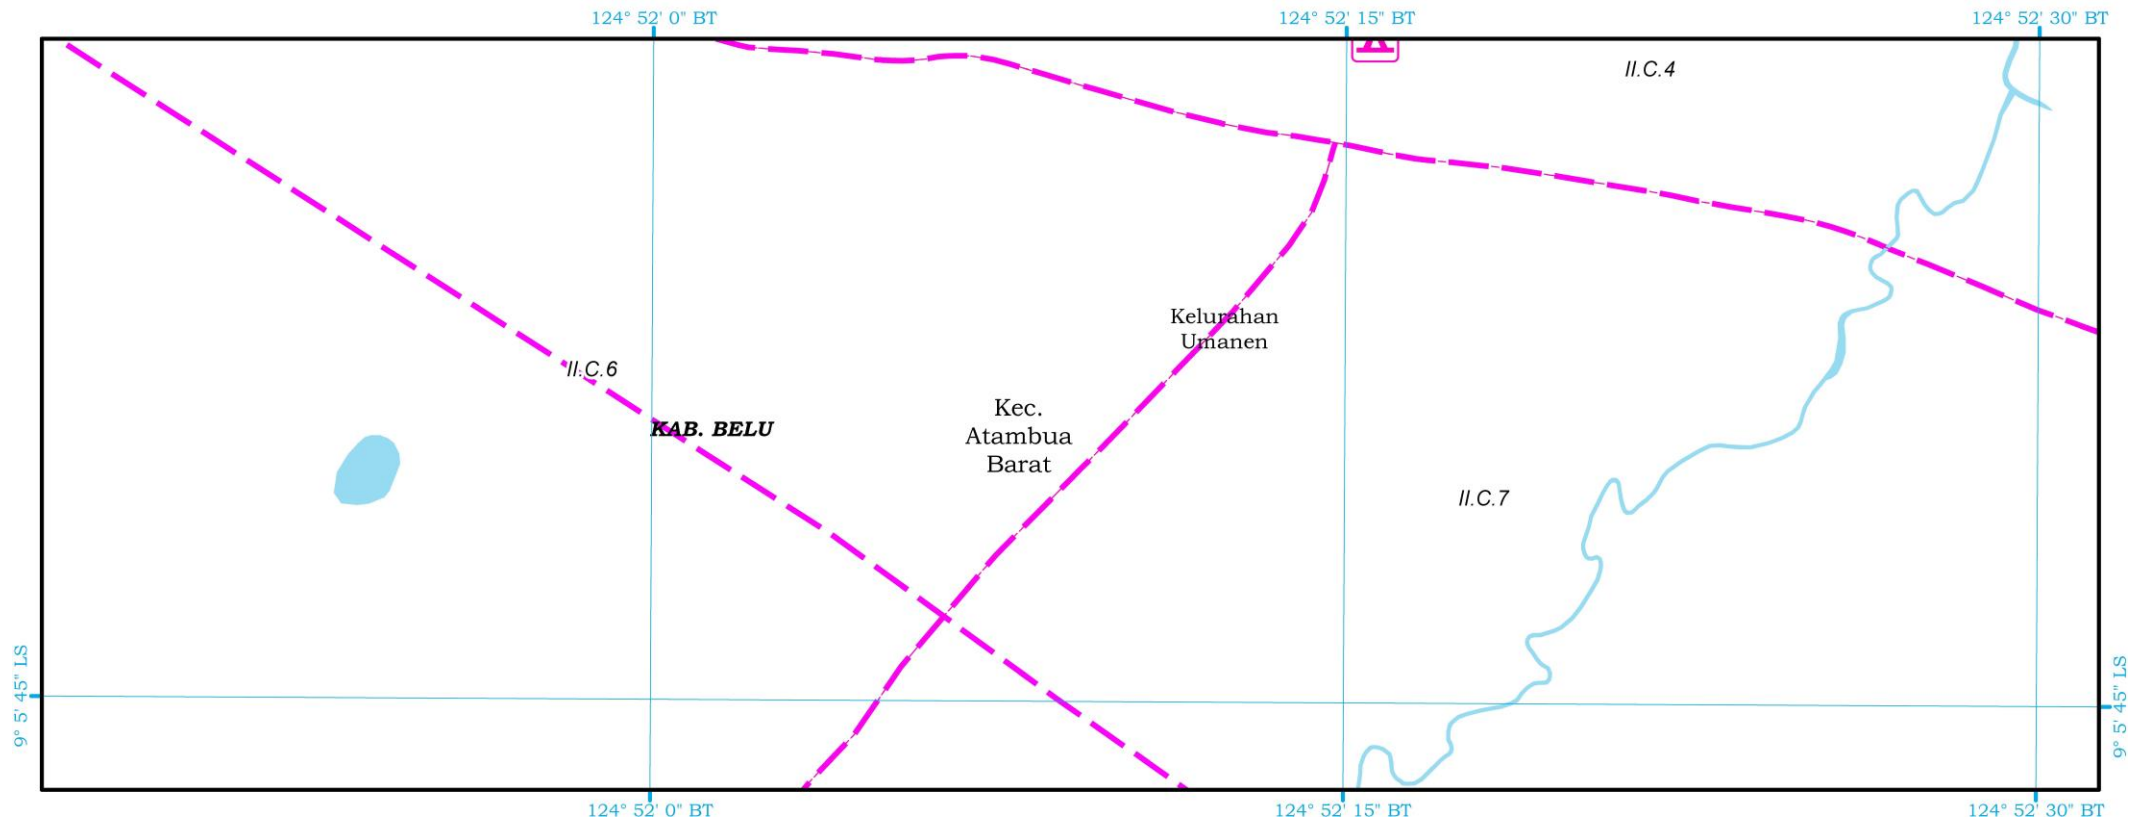 124° 52' 0" BT
124° 52' 15" BT
124° 52' 30" BT
II.C.4
Kelurahan
Umanen
II.C.6
Kec.
Atambua
Barat
KAB. BELU
II.C.7
9° 5' 45" LS
9° 5' 45" LS
124° 52' 0" BT
124° 52' 15" BT
124° 52' 30" BT